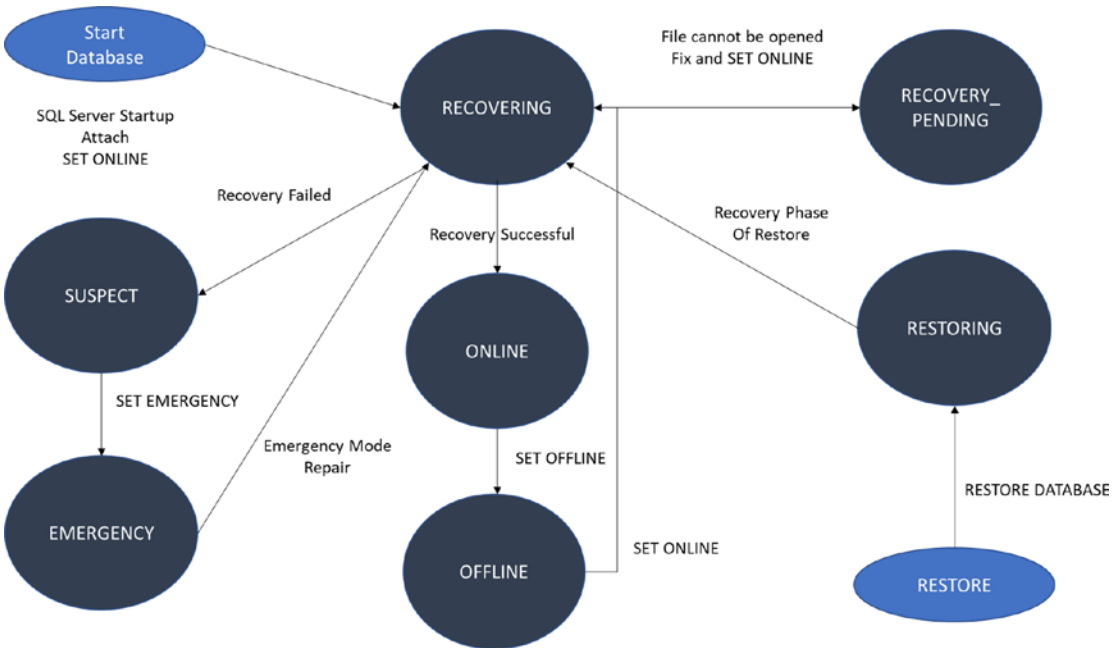 Start
Database
SQL Server Startup
Attach
SET ONLINE
RECOVERING
File cannot be opened
Fix and SET ONLINE
RECOVERY_
PENDING
Recovery Failed
Recovery Successful
Recovery Phase
Of Restore
SUSPECT
ONLINE
RESTORING
SET EMERGENCY
Emergency Mode
Repair
SET OFFLINE
RESTORE DATABASE
EMERGENCY
OFFLINE
SET ONLINE
RESTORE